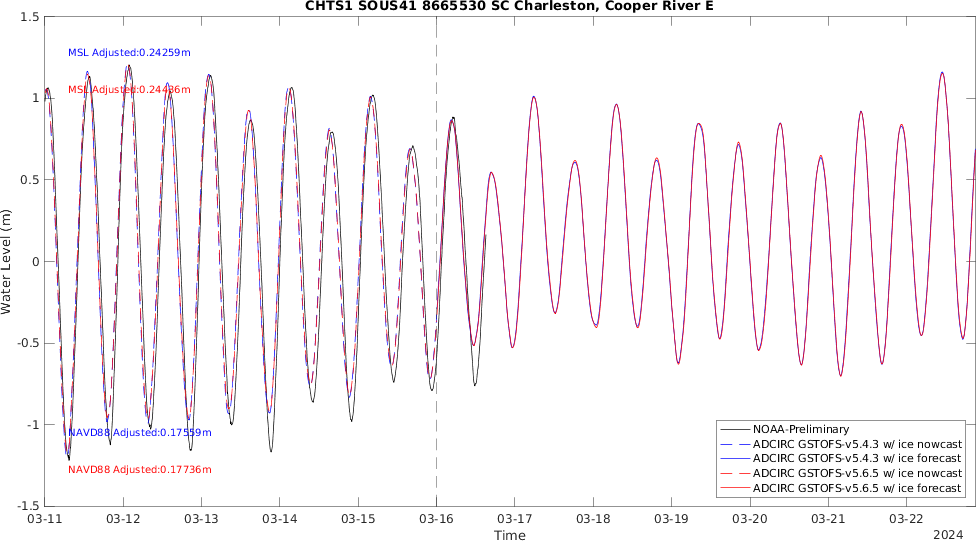 CHTS1 SOUS41 8665530 SC Charleston, Cooper River E
1.5
1
0.5
0
-0.5
-1
-1.5
Water Level (m)
MSL Adjusted:0.24259m
MSL Adjusted:0.24436m
NAVD88 Adjusted:0.17559m
NAVD88 Adjusted:0.17736m
NOAA-Preliminary
ADCIRC GSTOFS-v5.4.3 w/ ice nowcast
ADCIRC GSTOFS-v5.4.3 w/ ice forecast
ADCIRC GSTOFS-v5.6.5 w/ ice nowcast
ADCIRC GSTOFS-v5.6.5 w/ ice forecast
03-11 03-12 03-13 03-14 03-15 03-16 03-17 03-18 03-19 03-20 03-21 03-22
Time
2024